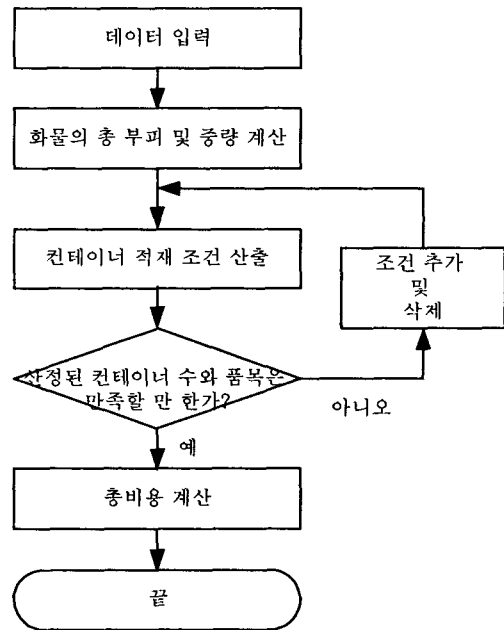 데이터 입력
화물의 총 부피 및 중량 계산
컨테이너 적재 조건 산출
조건 추가
및
삭제
산정된 컨테이너 수와 품목은
만족할 만 한가?
아니오
예
총비용 계산
끝